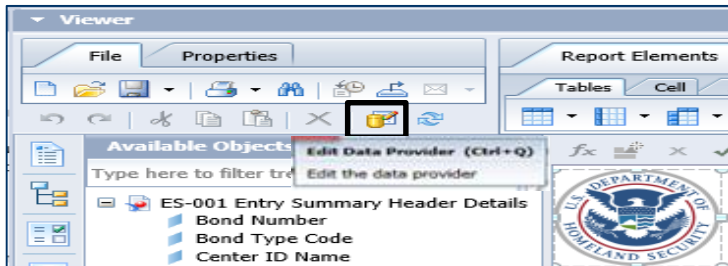 Viewer
File Properties Report Elements
Tables Cell
Available Objects
Edit Data Provider (Ctrl+Q)
Type here to filter tre
Edit the data provider
ES-001 Entry Summary Header Details
Bond Number
Bond Type Code
Center ID Name
U.S. DEPARTMENT OF
HOMELAND SECURITY